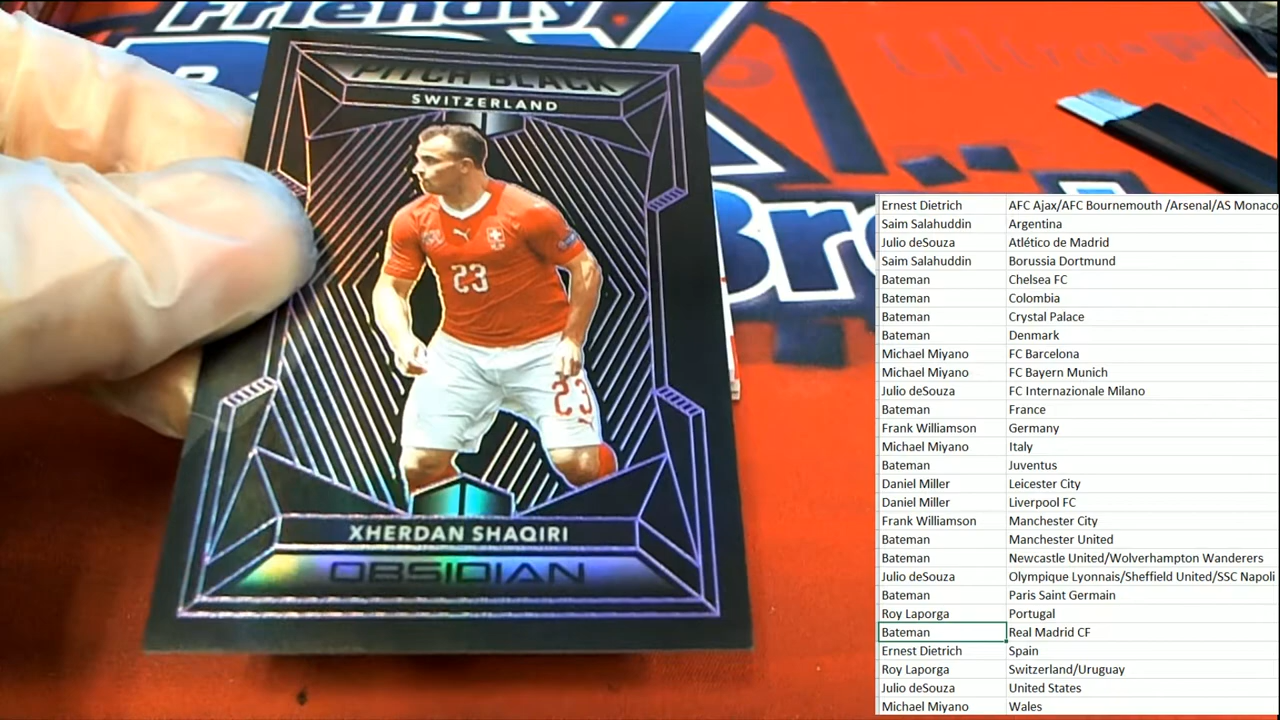 Friendly
Bro
PITCH BLACK
SWITZERLAND
23
23
XHERDAN SHAQIRI
OBSIDIAN
Ernest Dietrich AFC Ajax/AFC Bournemouth /Arsenal/AS Monaco
Saim Salahuddin Argentina
Julio deSouza Atlético de Madrid
Saim Salahuddin Borussia Dortmund
Bateman Chelsea FC
Bateman Colombia
Bateman Crystal Palace
Bateman Denmark
Michael Miyano FC Barcelona
Michael Miyano FC Bayern Munich
Julio deSouza FC Internazionale Milano
Bateman France
Frank Williamson Germany
Michael Miyano Italy
Bateman Juventus
Daniel Miller Leicester City
Daniel Miller Liverpool FC
Frank Williamson Manchester City
Bateman Manchester United
Bateman Newcastle United/Wolverhampton Wanderers
Julio deSouza Olympique Lyonnais/Sheffield United/SSC Napoli
Bateman Paris Saint Germain
Roy Laporga Portugal
Bateman Real Madrid CF
Ernest Dietrich Spain
Roy Laporga Switzerland/Uruguay
Julio deSouza United States
Michael Miyano Wales